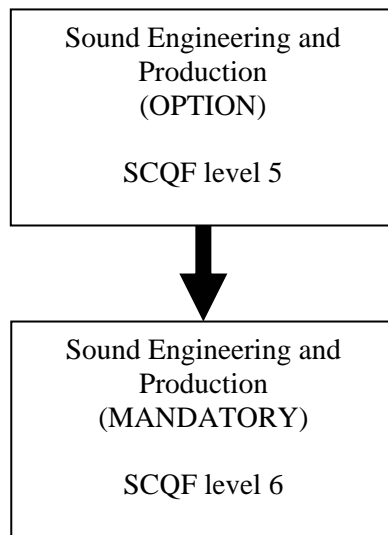 Sound Engineering and
Production
(OPTION)
SCQF level 5
Sound Engineering and
Production
(MANDATORY)
SCQF level 6